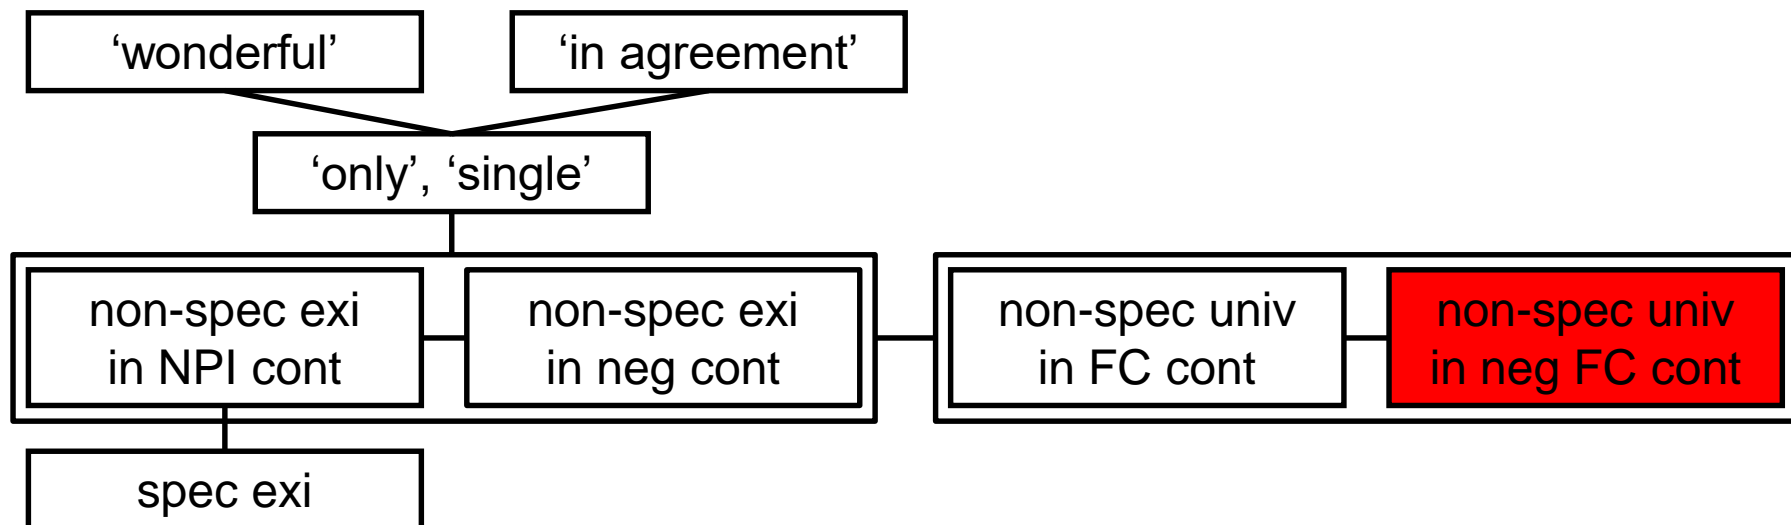 ‘wonderful’
‘in agreement’
‘only’, ‘single’
non-spec exi
in NPI cont
non-spec exi
in neg cont
non-spec univ
in FC cont
non-spec univ
in neg FC cont
spec exi